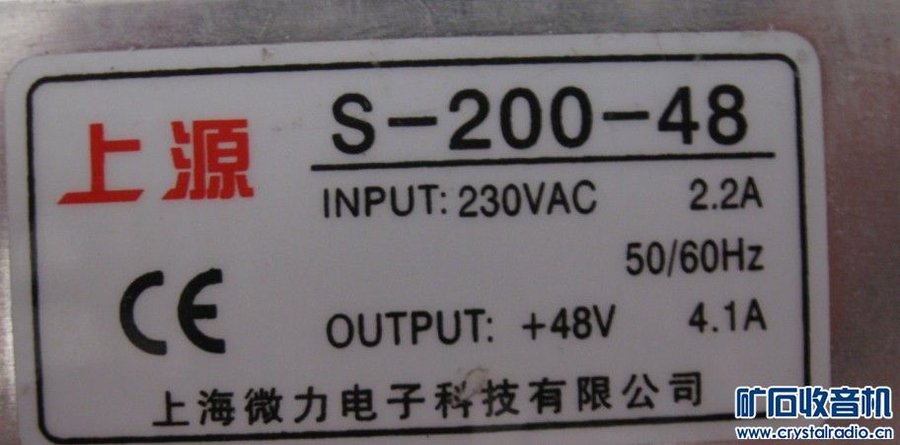 上源
S-200-48
INPUT: 230VAC 2.2A
50/60Hz
CE
OUTPUT: +48V 4.1A
上海微力电子科技有限公司
矿石收音机
www.crystalradio.cn